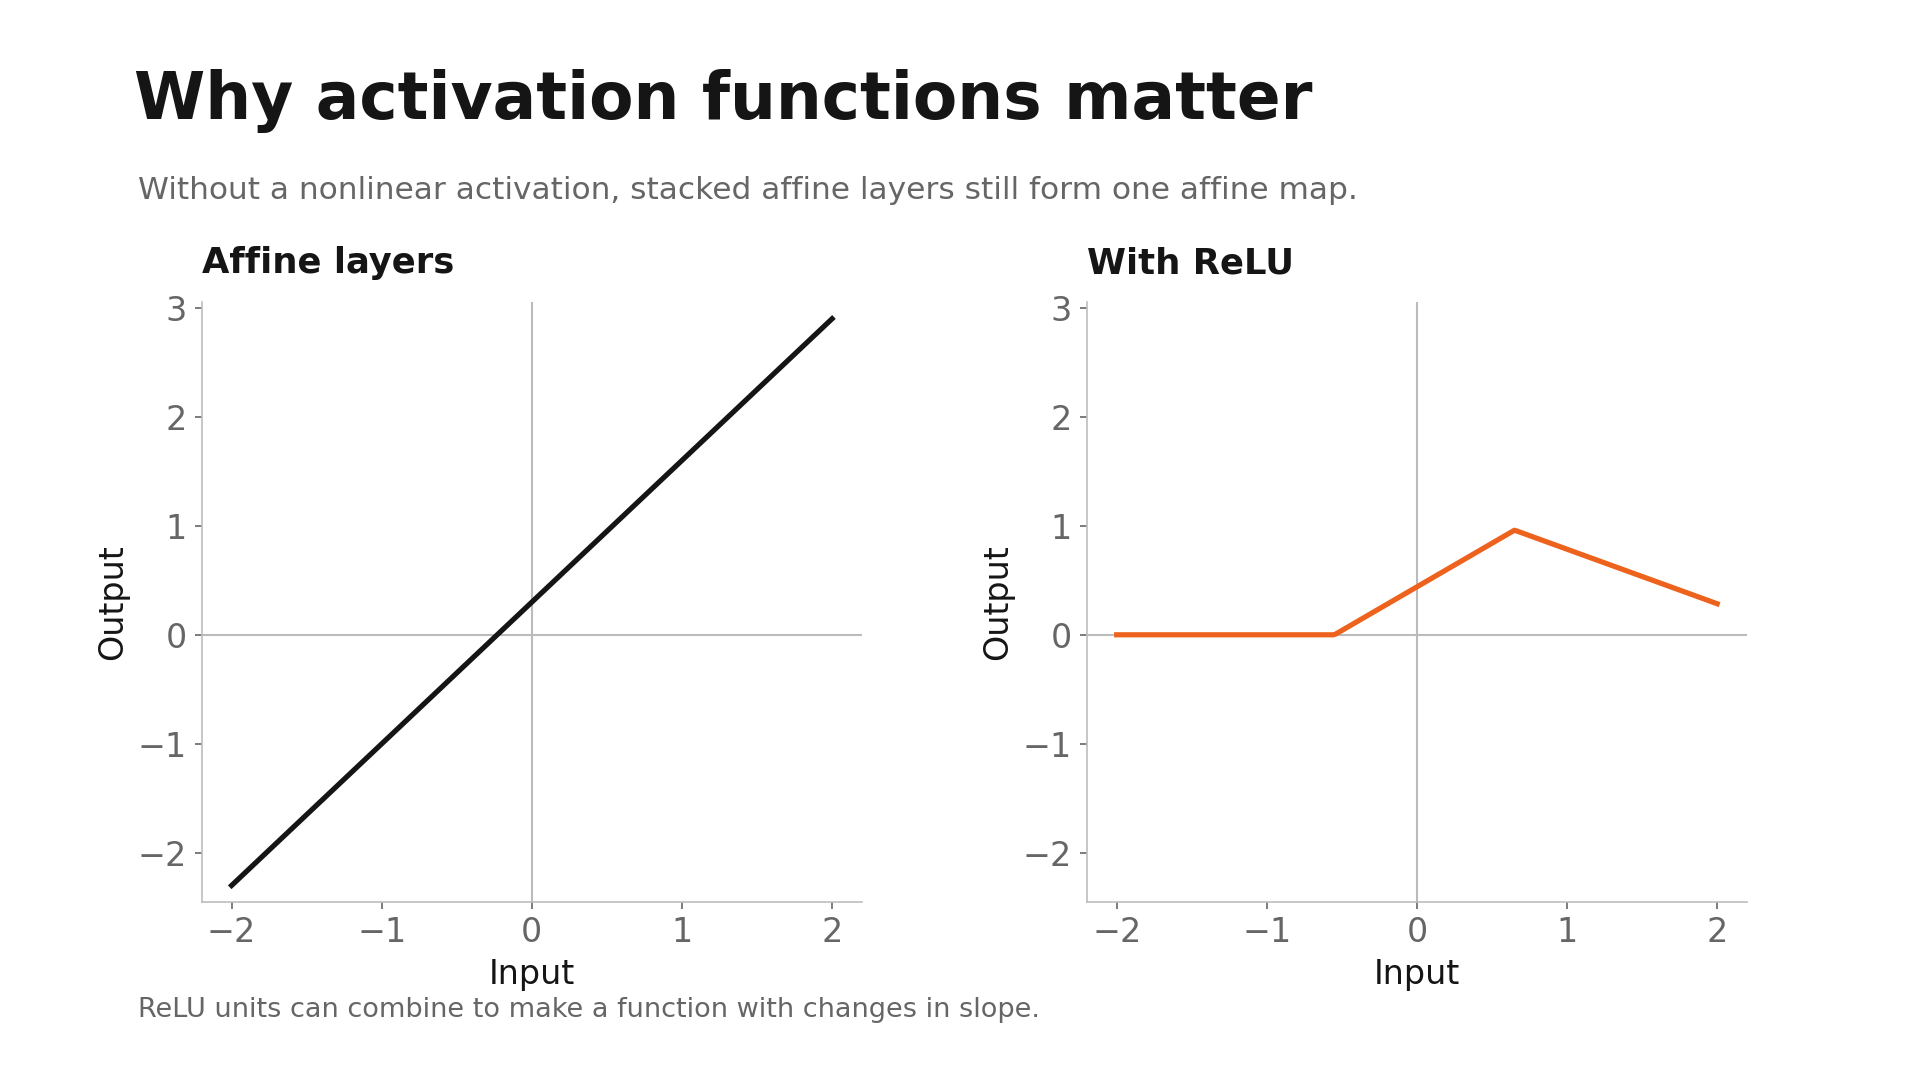 Why activation functions matter
Without a nonlinear activation, stacked affine layers still form one affine map.
Affine layers
3
2
1
0
−1
−2
Output
−2
−1
0
1
2
Input
With ReLU
3
2
1
0
−1
−2
Output
−2
−1
0
1
2
Input
ReLU units can combine to make a function with changes in slope.